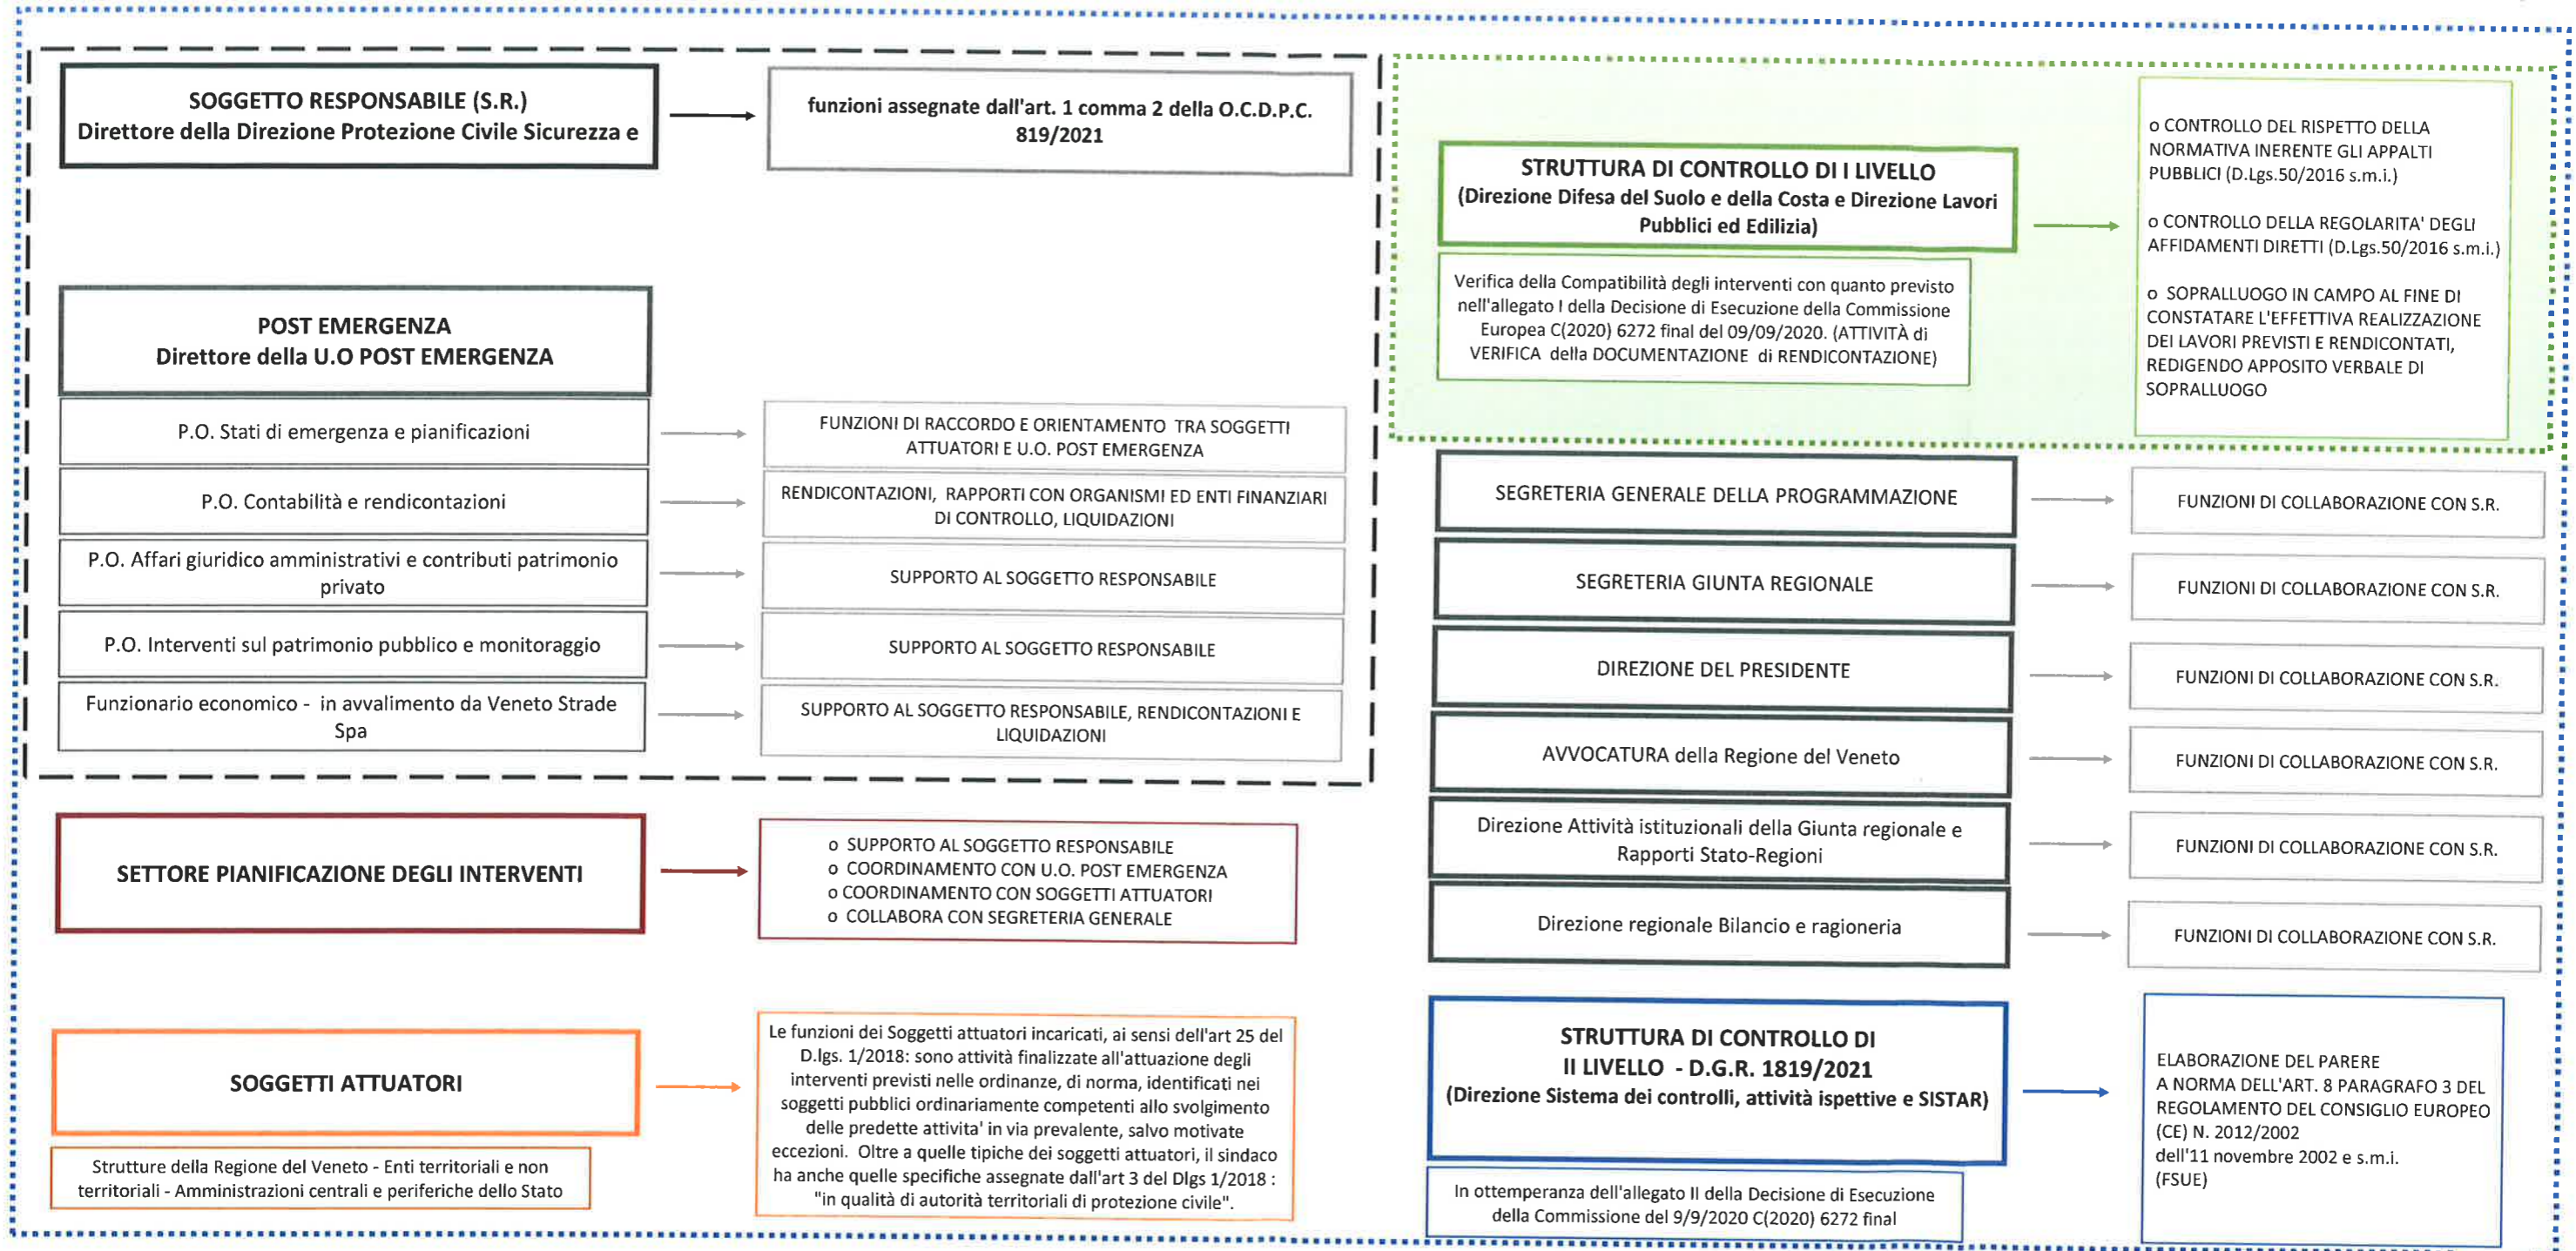 SOGGETTO RESPONSABILE (S.R.)
Direttore della Direzione Protezione Civile Sicurezza e
funzioni assegnate dall'art. 1 comma 2 della O.C.D.P.C.
819/2021
POST EMERGENZA
Direttore della U.O POST EMERGENZA
P.O. Stati di emergenza e pianificazioni
FUNZIONI DI RACCORDO E ORIENTAMENTO TRA SOGGETTI
ATTUATORI E U.O. POST EMERGENZA
P.O. Contabilità e rendicontazioni
RENDICONTAZIONI, RAPPORTI CON ORGANISMI ED ENTI FINANZIARI
DI CONTROLLO, LIQUIDAZIONI
P.O. Affari giuridico amministrativi e contributi patrimonio
privato
SUPPORTO AL SOGGETTO RESPONSABILE
P.O. Interventi sul patrimonio pubblico e monitoraggio
SUPPORTO AL SOGGETTO RESPONSABILE
Funzionario economico - in avvalimento da Veneto Strade
Spa
SUPPORTO AL SOGGETTO RESPONSABILE, RENDICONTAZIONI E
LIQUIDAZIONI
SETTORE PIANIFICAZIONE DEGLI INTERVENTI
o SUPPORTO AL SOGGETTO RESPONSABILE
o COORDINAMENTO CON U.O. POST EMERGENZA
o COORDINAMENTO CON SOGGETTI ATTUATORI
o COLLABORA CON SEGRETERIA GENERALE
SOGGETTI ATTUATORI
Strutture della Regione del Veneto - Enti territoriali e non
territoriali - Amministrazioni centrali e periferiche dello Stato
Le funzioni dei Soggetti attuatori incaricati, ai sensi dell'art 25 del
D.lgs. 1/2018: sono attività finalizzate all'attuazione degli
interventi previsti nelle ordinanze, di norma, identificati nei
soggetti pubblici ordinariamente competenti allo svolgimento
delle predette attivita' in via prevalente, salvo motivate
eccezioni. Oltre a quelle tipiche dei soggetti attuatori, il sindaco
ha anche quelle specifiche assegnate dall'art 3 del Dlgs 1/2018 :
"in qualità di autorità territoriali di protezione civile".
STRUTTURA DI CONTROLLO DI I LIVELLO
(Direzione Difesa del Suolo e della Costa e Direzione Lavori
Pubblici ed Edilizia)
Verifica della Compatibilità degli interventi con quanto previsto
nell'allegato I della Decisione di Esecuzione della Commissione
Europea C(2020) 6272 final del 09/09/2020. (ATTIVITÀ di
VERIFICA della DOCUMENTAZIONE di RENDICONTAZIONE)
o CONTROLLO DEL RISPETTO DELLA
NORMATIVA INERENTE GLI APPALTI
PUBBLICI (D.Lgs.50/2016 s.m.i.)
o CONTROLLO DELLA REGOLARITA' DEGLI
AFFIDAMENTI DIRETTI (D.Lgs.50/2016 s.m.i.)
o SOPRALLUOGO IN CAMPO AL FINE DI
CONSTATARE L'EFFETTIVA REALIZZAZIONE
DEI LAVORI PREVISTI E RENDICONTATI,
REDIGENDO APPOSITO VERBALE DI
SOPRALLUOGO
SEGRETERIA GENERALE DELLA PROGRAMMAZIONE
FUNZIONI DI COLLABORAZIONE CON S.R.
SEGRETERIA GIUNTA REGIONALE
FUNZIONI DI COLLABORAZIONE CON S.R.
DIREZIONE DEL PRESIDENTE
FUNZIONI DI COLLABORAZIONE CON S.R.
AVVOCATURA della Regione del Veneto
FUNZIONI DI COLLABORAZIONE CON S.R.
Direzione Attività istituzionali della Giunta regionale e
Rapporti Stato-Regioni
FUNZIONI DI COLLABORAZIONE CON S.R.
Direzione regionale Bilancio e ragioneria
FUNZIONI DI COLLABORAZIONE CON S.R.
STRUTTURA DI CONTROLLO DI
II LIVELLO - D.G.R. 1819/2021
(Direzione Sistema dei controlli, attività ispettive e SISTAR)
In ottemperanza dell'allegato II della Decisione di Esecuzione
della Commissione del 9/9/2020 C(2020) 6272 final
ELABORAZIONE DEL PARERE
A NORMA DELL'ART. 8 PARAGRAFO 3 DEL
REGOLAMENTO DEL CONSIGLIO EUROPEO
(CE) N. 2012/2002
dell'11 novembre 2002 e s.m.i.
(FSUE)